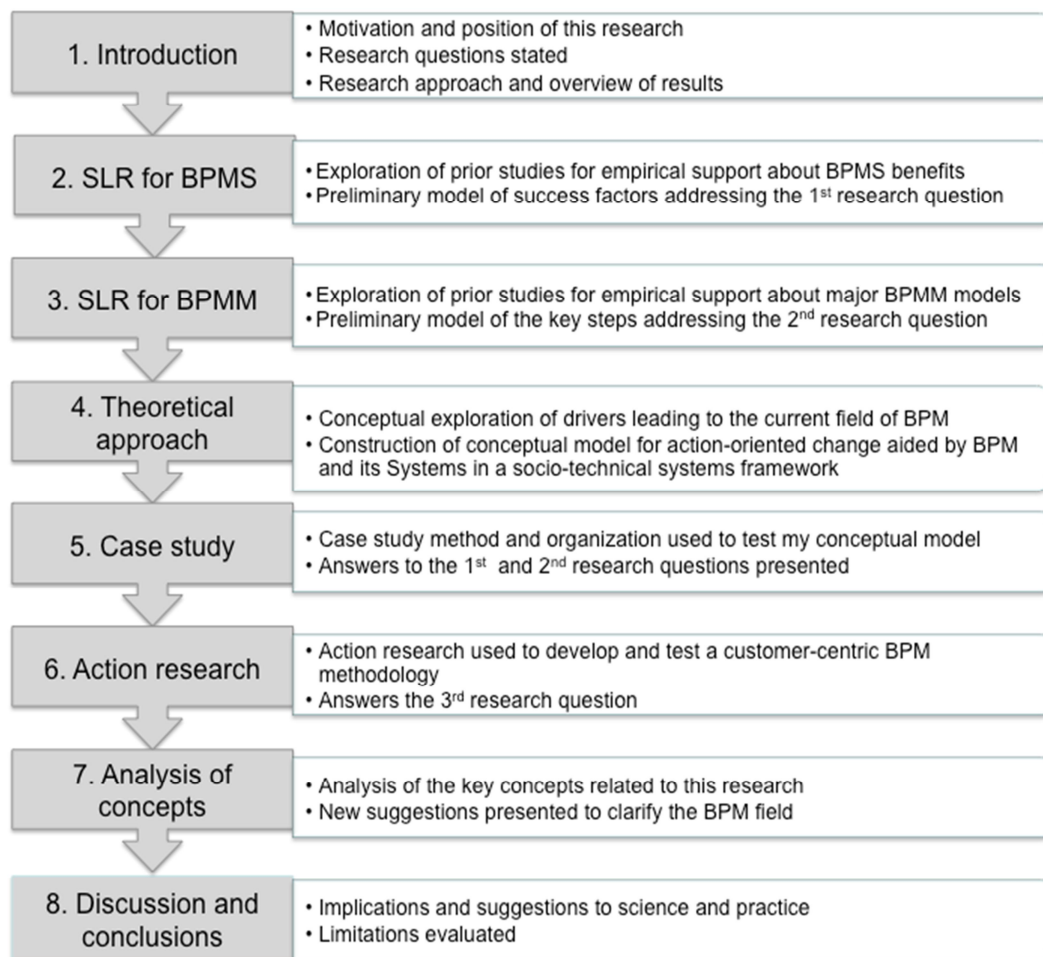 1. Introduction
• Motivation and position of this research
• Research questions stated
• Research approach and overview of results
2. SLR for BPMS
• Exploration of prior studies for empirical support about BPMS benefits
• Preliminary model of success factors addressing the 1st research question
3. SLR for BPMM
• Exploration of prior studies for empirical support about major BPMM models
• Preliminary model of the key steps addressing the 2nd research question
4. Theoretical
approach
• Conceptual exploration of drivers leading to the current field of BPM
• Construction of conceptual model for action-oriented change aided by BPM
and its Systems in a socio-technical systems framework
5. Case study
• Case study method and organization used to test my conceptual model
• Answers to the 1st and 2nd research questions presented
6. Action research
• Action research used to develop and test a customer-centric BPM
methodology
• Answers the 3rd research question
7. Analysis of
concepts
• Analysis of the key concepts related to this research
• New suggestions presented to clarify the BPM field
8. Discussion and
conclusions
• Implications and suggestions to science and practice
• Limitations evaluated